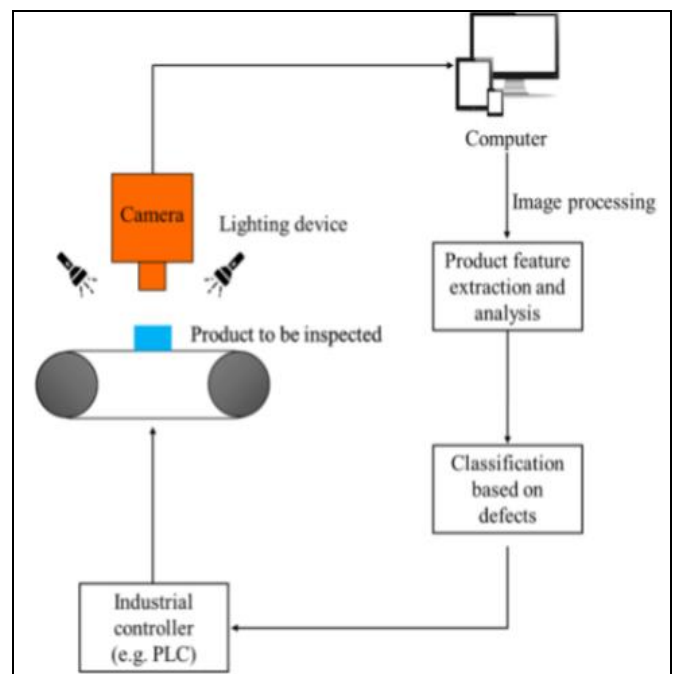 Computer
Image processing
Camera
Lighting device
Product feature
extraction and
analysis
Product to be inspected
Classification
based on
defects
Industrial
controller
(e.g. PLC)